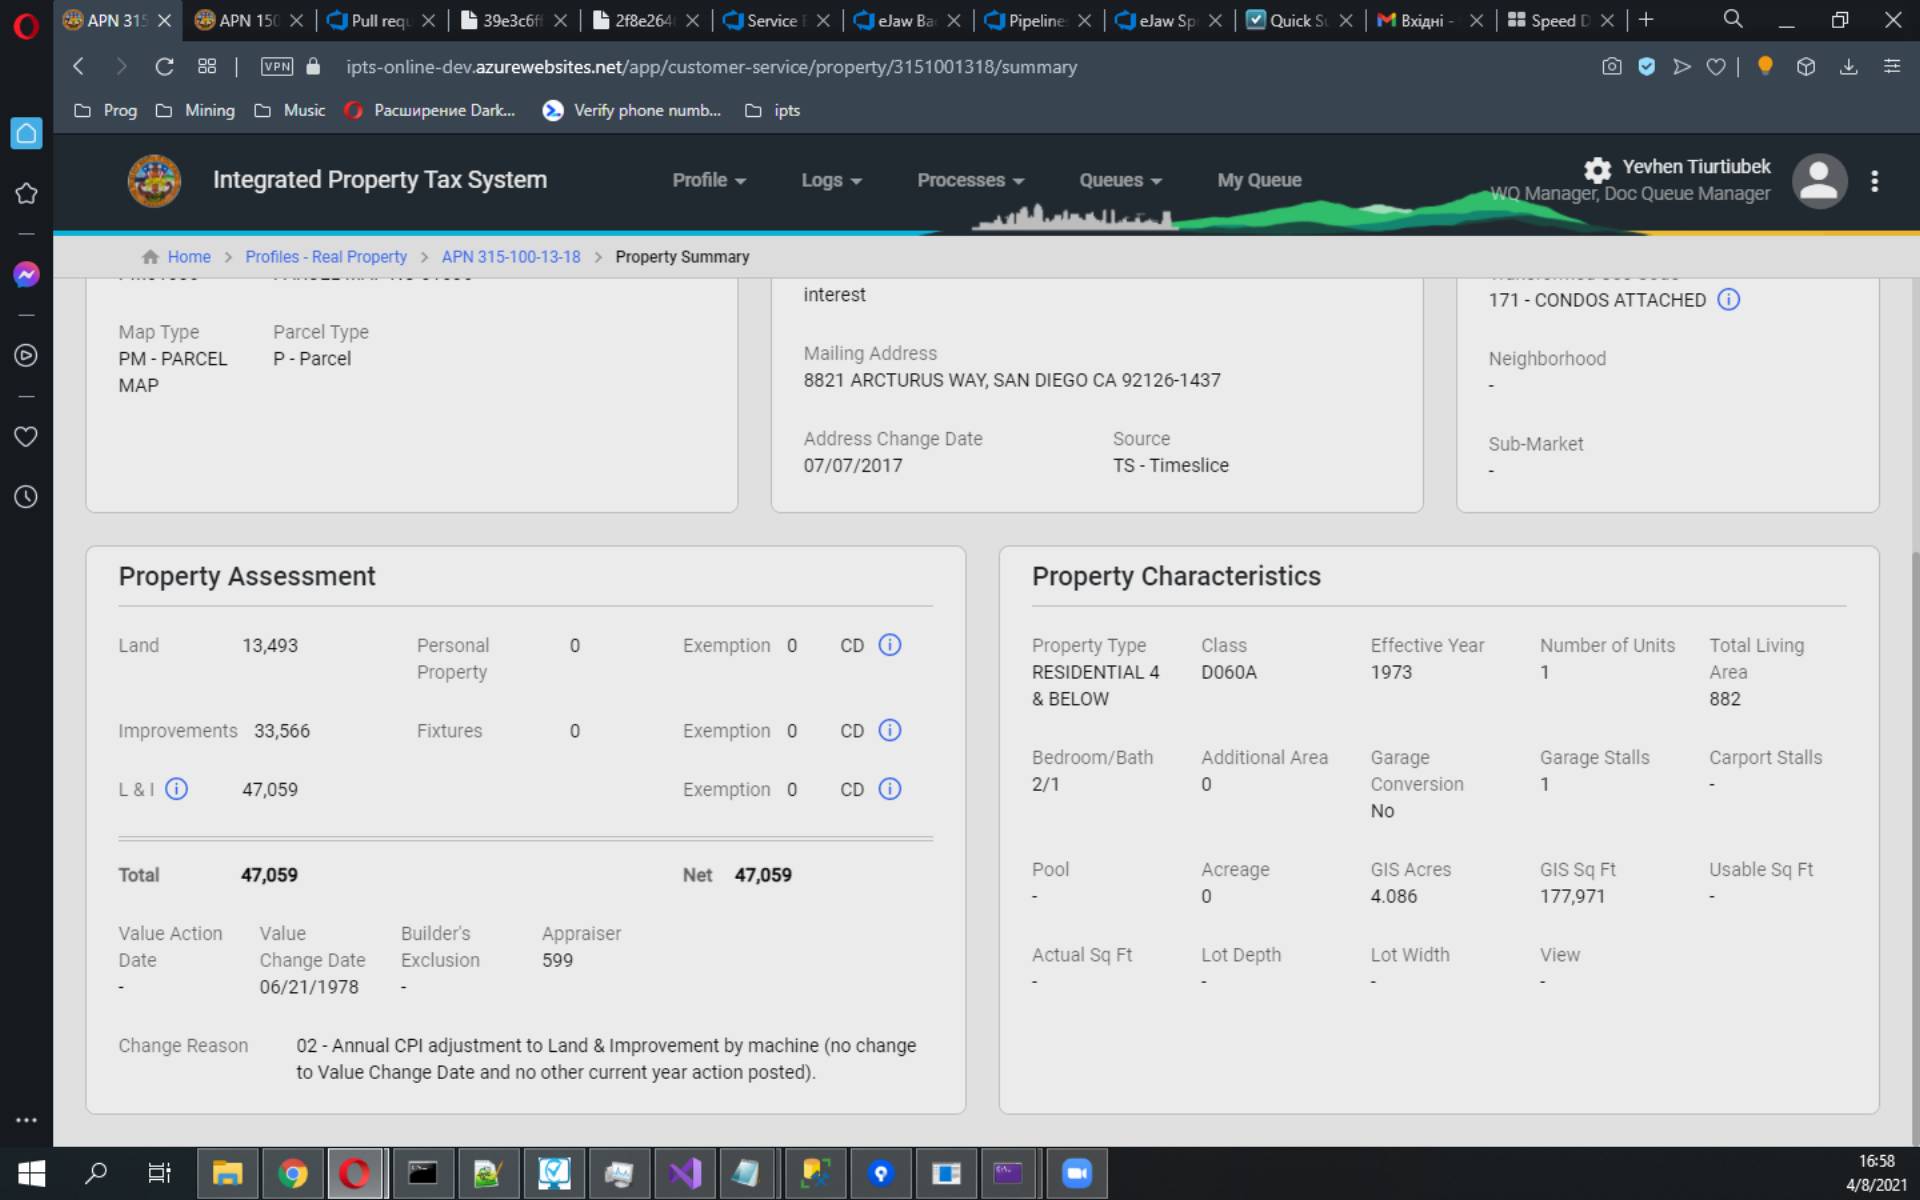 APN 315
APN 150
Pull requ
39e3c6ff
2f8e264
Service
eJaw Ba
Pipeline
eJaw Sp
Quick S
Вхідні -
Speed D
VPN
ipts-online-dev.azurewebsites.net/app/customer-service/property/3151001318/summary
Prog
Mining
Music
Расширение Dark...
Verify phone numb...
ipts
Integrated Property Tax System
Profile
Logs
Processes
Queues
My Queue
Yevhen Tiurtiubek
WQ Manager, Doc Queue Manager
Home > Profiles - Real Property > APN 315-100-13-18 > Property Summary
Map Type
PM - PARCEL
MAP
Parcel Type
P - Parcel
interest
Mailing Address
8821 ARCTURUS WAY, SAN DIEGO CA 92126-1437
Address Change Date
07/07/2017
Source
TS - Timeslice
171 - CONDOS ATTACHED
Neighborhood
-
Sub-Market
-
Property Assessment
Land 13,493 Personal Property 0 Exemption 0 CD
Improvements 33,566 Fixtures 0 Exemption 0 CD
L & I 47,059 Exemption 0 CD
Total 47,059 Net 47,059
Value Action Date
-
Value Change Date
06/21/1978
Builder's Exclusion
-
Appraiser
599
Change Reason
02 - Annual CPI adjustment to Land & Improvement by machine (no change
to Value Change Date and no other current year action posted).
Property Characteristics
Property Type
RESIDENTIAL 4
& BELOW
Class
D060A
Effective Year
1973
Number of Units
1
Total Living
Area
882
Bedroom/Bath
2/1
Additional Area
0
Garage
Conversion
No
Garage Stalls
1
Carport Stalls
-
Pool
-
Acreage
0
GIS Acres
4.086
GIS Sq Ft
177,971
Usable Sq Ft
-
Actual Sq Ft
-
Lot Depth
-
Lot Width
-
View
-
16:58
4/8/2021